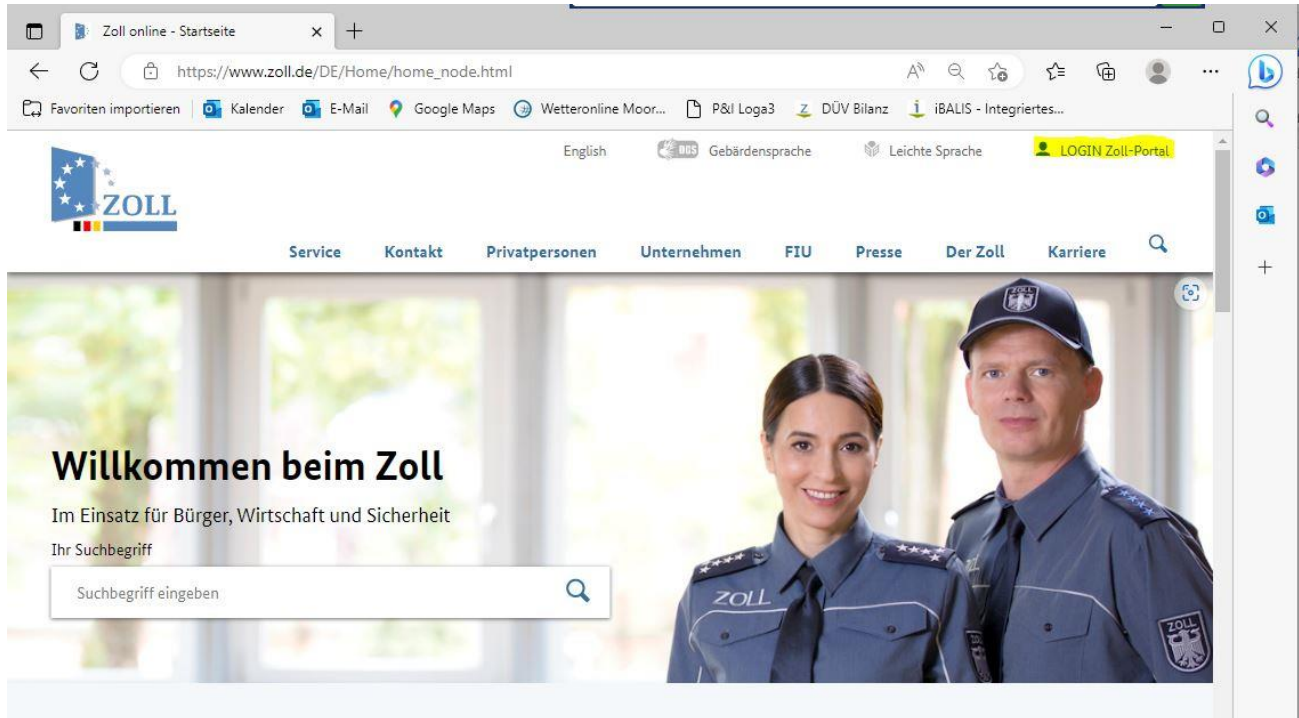 Zoll online - Startseite
https://www.zoll.de/DE/Home/home_node.html
Favoriten importieren Kalender E-Mail Google Maps Wetteronline Moor... P&I Loga3 DÜV Bilanz iBALIS - Integriertes...
English DGS Gebärdensprache Leichte Sprache LOGIN Zoll-Portal
ZOLL
Service Kontakt Privatpersonen Unternehmen FIU Presse Der Zoll Karriere
ZOLL
Willkommen beim Zoll
Im Einsatz für Bürger, Wirtschaft und Sicherheit
Ihr Suchbegriff
Suchbegriff eingeben
ZOLL
ZOLL